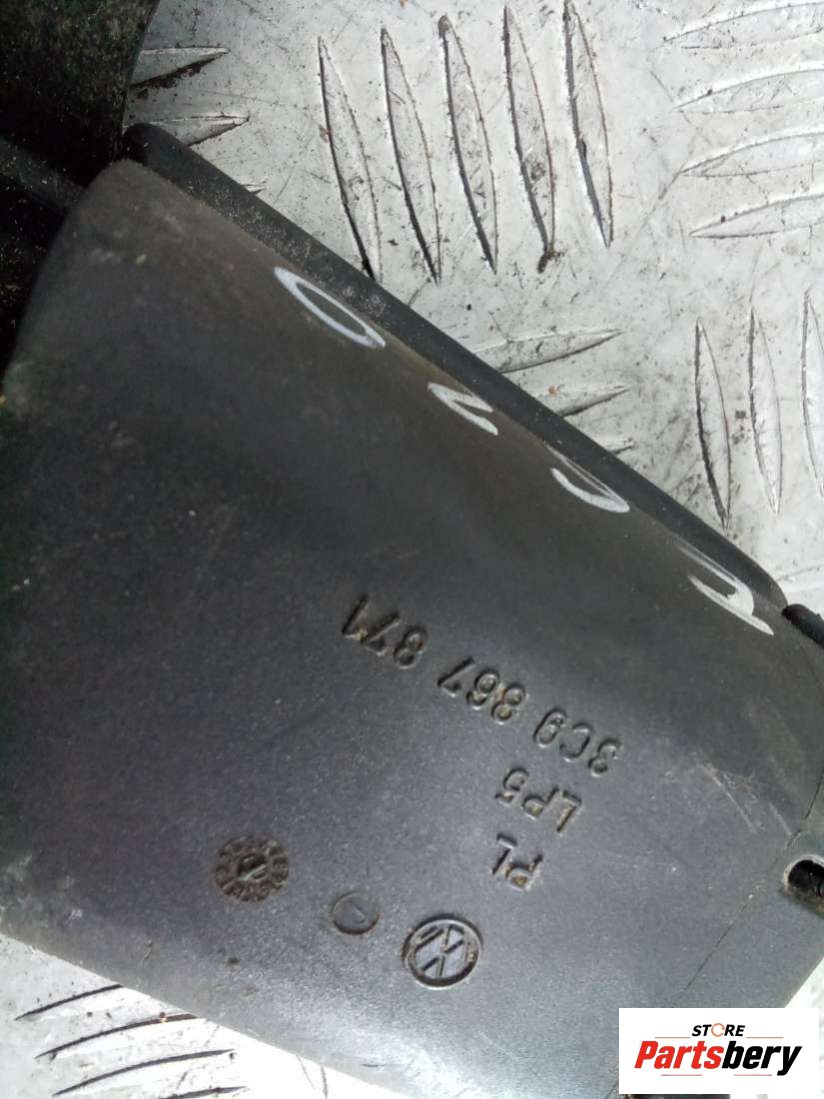 3C9 867 871
LP5
PL
STORE
Partsbery